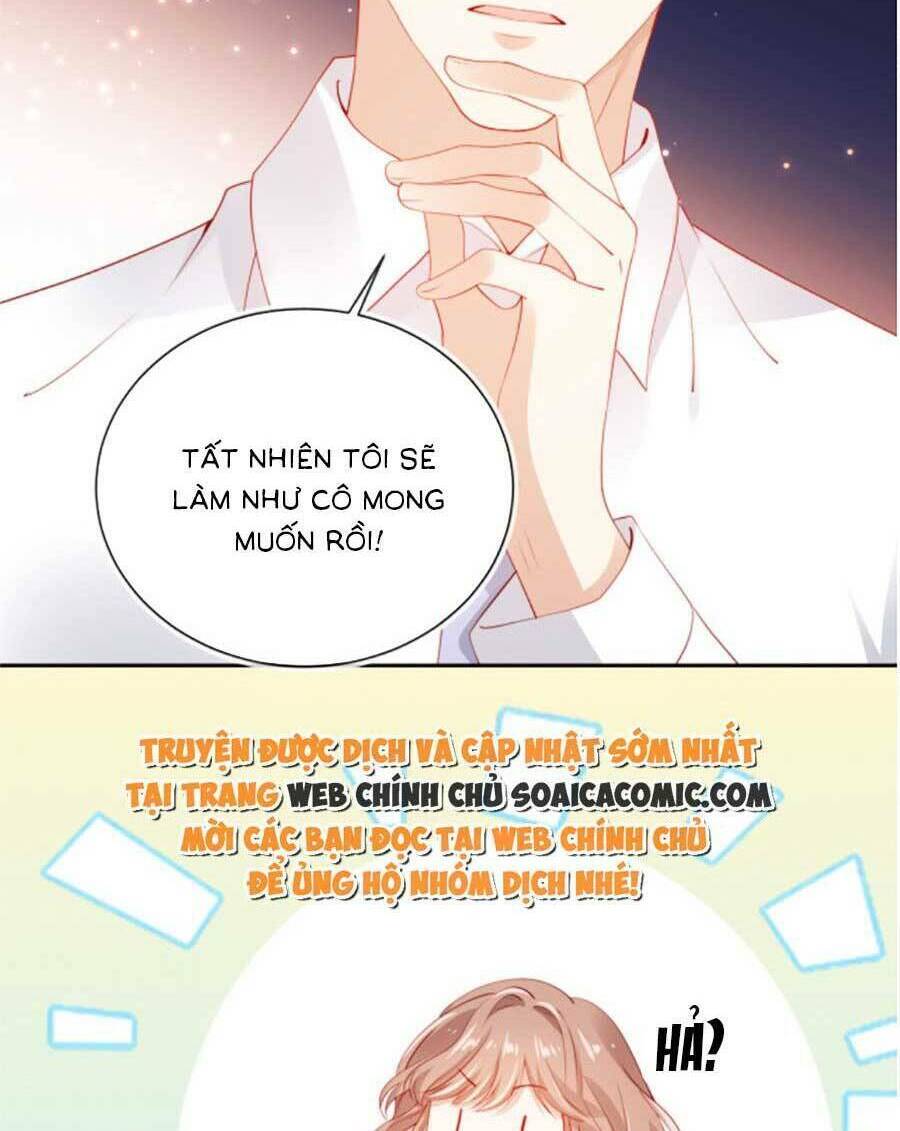 TẤT NHIÊN TÔI SẼ
LÀM NHƯ CÔ MONG
MUỐN RỒI!
TRUYỆN ĐƯỢC DỊCH VÀ CẬP NHẬT SỚM NHẤT
TẠI TRANG WEB CHÍNH CHỦ SOAICACOMIC.COM
MỜI CÁC BẠN ĐỌC TẠI WEB CHÍNH CHỦ
ĐỂ ỦNG HỘ NHÓM DỊCH NHÉ!
HẢ?